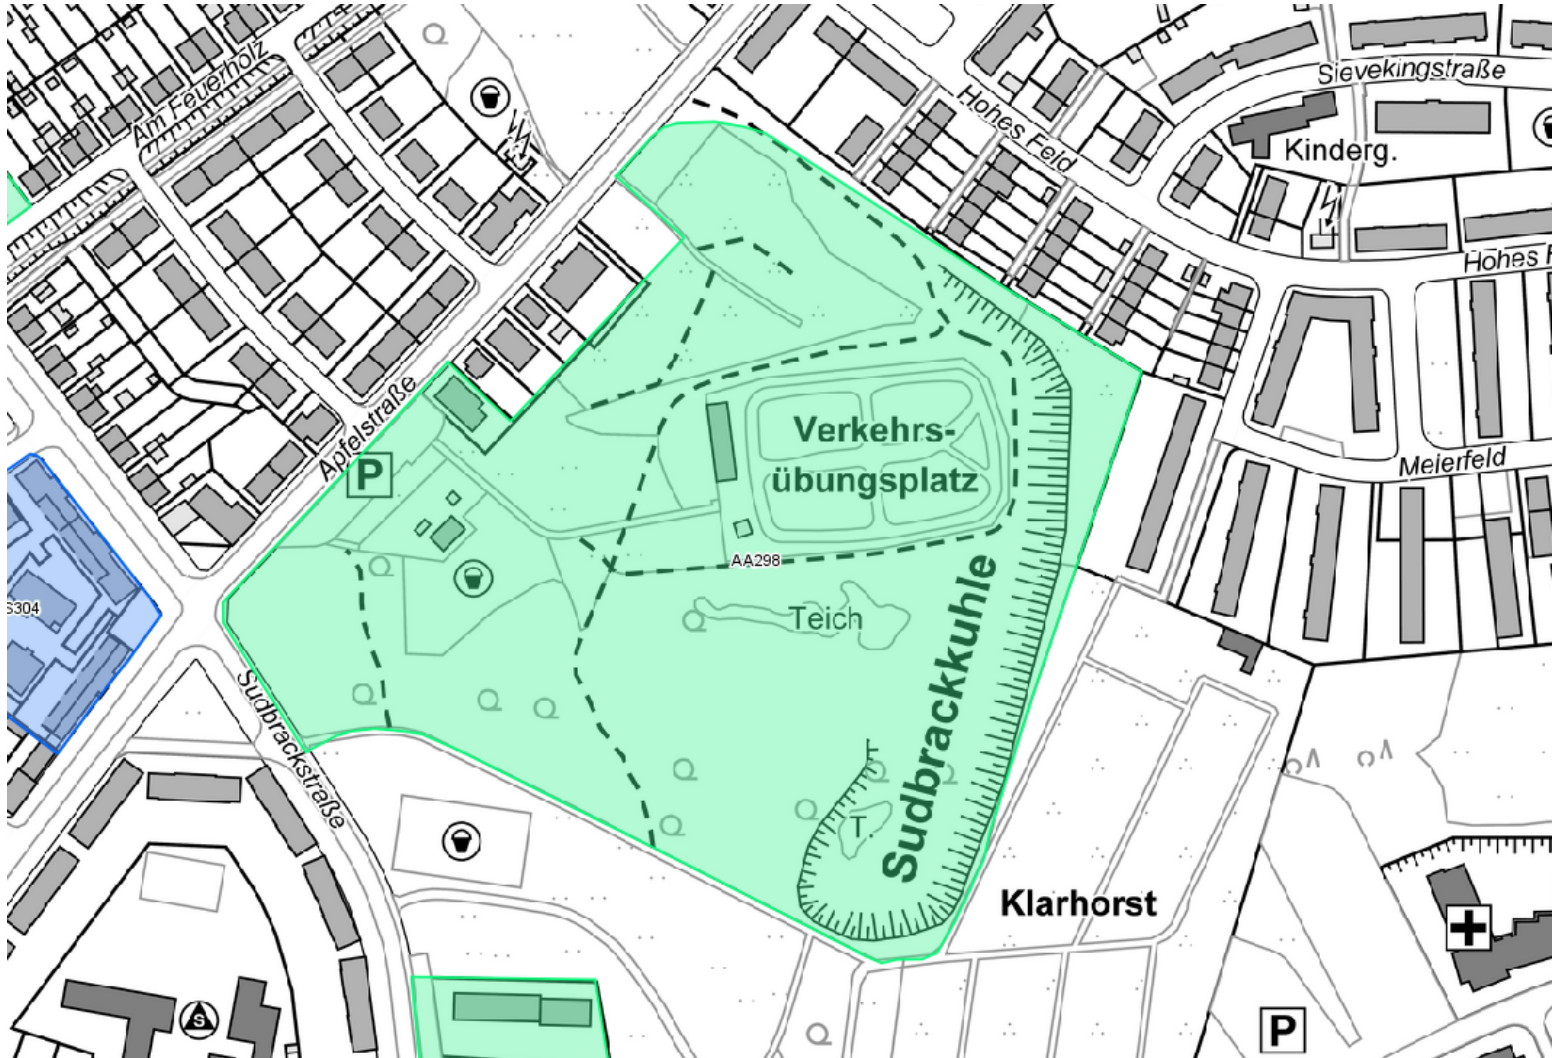 Am Feuerholz
Hohes Feld
Sievekingstraße
Kinderg.
Hohes F
Apfelstraße
P
Verkehrs-
übungsplatz
Meierfeld
AA298
S304
Teich
Sudbrackkuhle
Sudbrackstraße
T.
Klarhorst
S
P